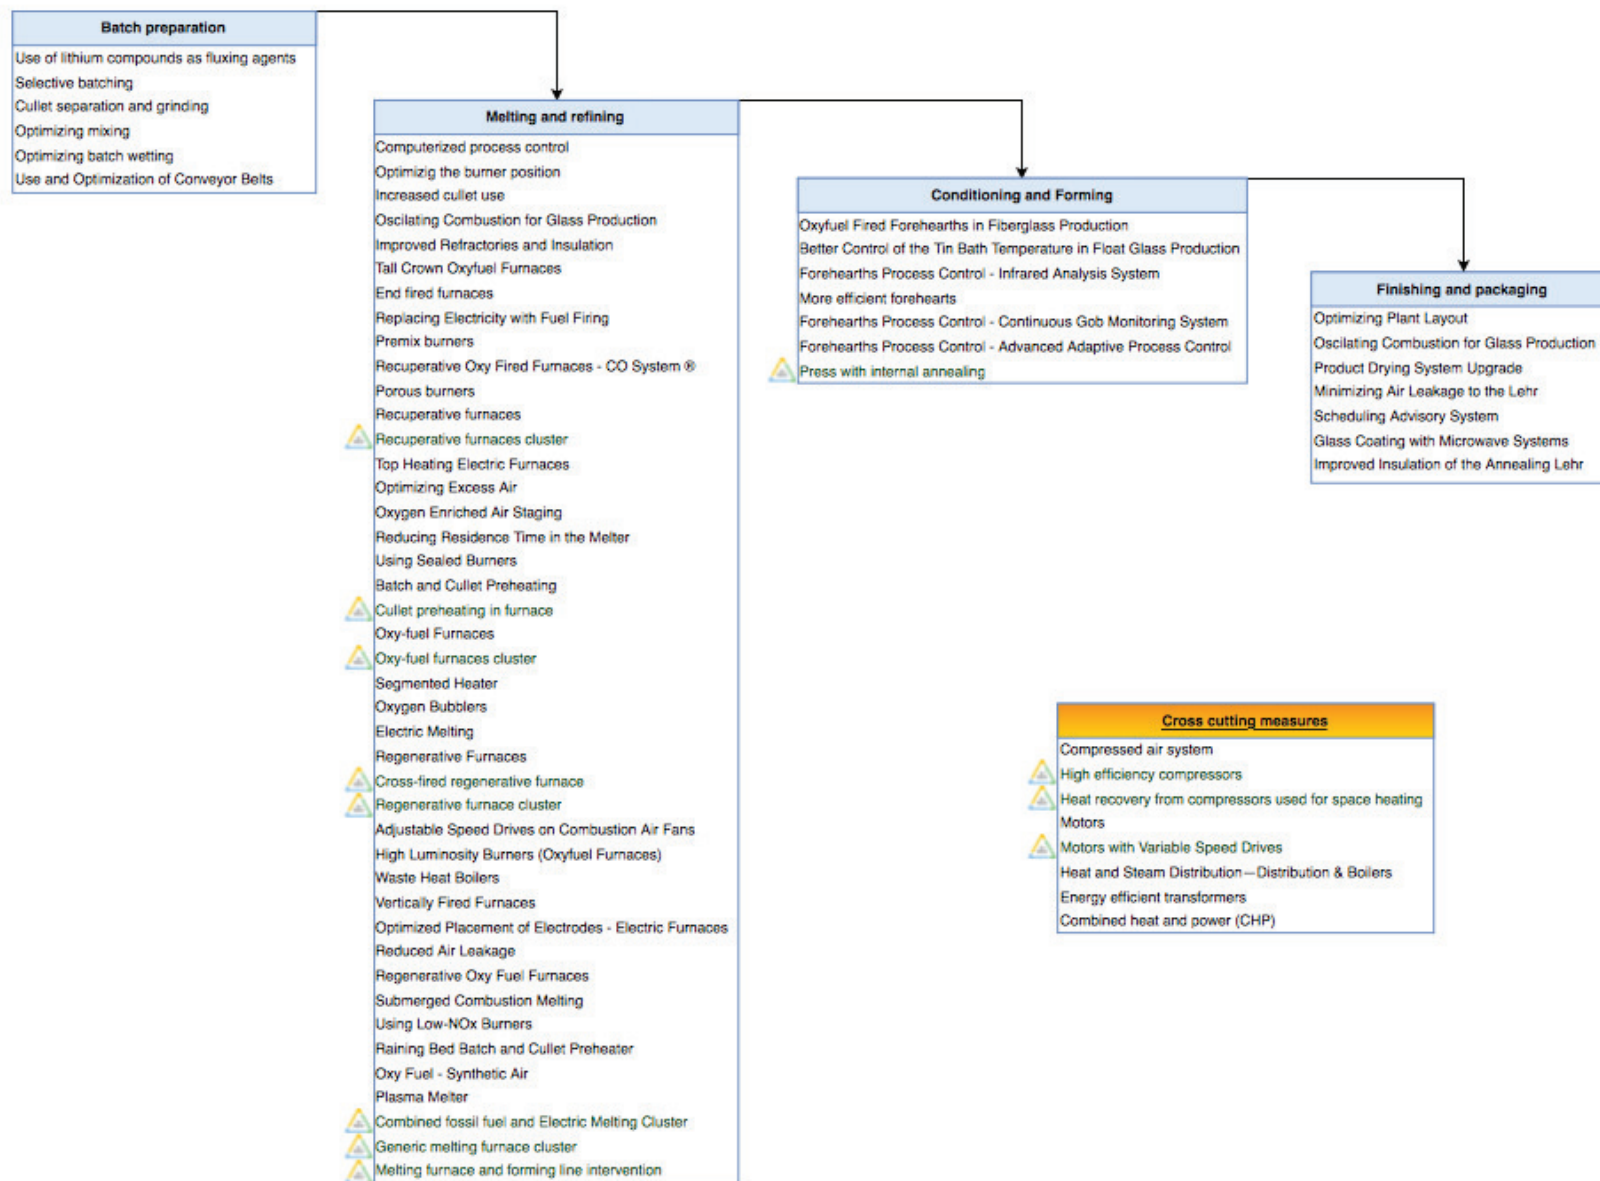 Batch preparation
Use of lithium compounds as fluxing agents
Selective batching
Cullet separation and grinding
Optimizing mixing
Optimizing batch wetting
Use and Optimization of Conveyor Belts
Melting and refining
Computerized process control
Optimizig the burner position
Increased cullet use
Oscilating Combustion for Glass Production
Improved Refractories and Insulation
Tall Crown Oxyfuel Furnaces
End fired furnaces
Replacing Electricity with Fuel Firing
Premix burners
Recuperative Oxy Fired Furnaces - CO System ®
Porous burners
Recuperative furnaces
Recuperative furnaces cluster
Top Heating Electric Furnaces
Optimizing Excess Air
Oxygen Enriched Air Staging
Reducing Residence Time in the Melter
Using Sealed Burners
Batch and Cullet Preheating
Cullet preheating in furnace
Oxy-fuel Furnaces
Oxy-fuel furnaces cluster
Segmented Heater
Oxygen Bubblers
Electric Melting
Regenerative Furnaces
Cross-fired regenerative furnace
Regenerative furnace cluster
Adjustable Speed Drives on Combustion Air Fans
High Luminosity Burners (Oxyfuel Furnaces)
Waste Heat Boilers
Vertically Fired Furnaces
Optimized Placement of Electrodes - Electric Furnaces
Reduced Air Leakage
Regenerative Oxy Fuel Furnaces
Submerged Combustion Melting
Using Low-NOx Burners
Raining Bed Batch and Cullet Preheater
Oxy Fuel - Synthetic Air
Plasma Melter
Combined fossil fuel and Electric Melting Cluster
Generic melting furnace cluster
Melting furnace and forming line intervention
Conditioning and Forming
Oxyfuel Fired Forehearths in Fiberglass Production
Better Control of the Tin Bath Temperature in Float Glass Production
Forehearths Process Control - Infrared Analysis System
More efficient forehearts
Forehearths Process Control - Continuous Gob Monitoring System
Forehearths Process Control - Advanced Adaptive Process Control
Press with internal annealing
Finishing and packaging
Optimizing Plant Layout
Oscilating Combustion for Glass Production
Product Drying System Upgrade
Minimizing Air Leakage to the Lehr
Scheduling Advisory System
Glass Coating with Microwave Systems
Improved Insulation of the Annealing Lehr
Cross cutting measures
Compressed air system
High efficiency compressors
Heat recovery from compressors used for space heating
Motors
Motors with Variable Speed Drives
Heat and Steam Distribution—Distribution & Boilers
Energy efficient transformers
Combined heat and power (CHP)